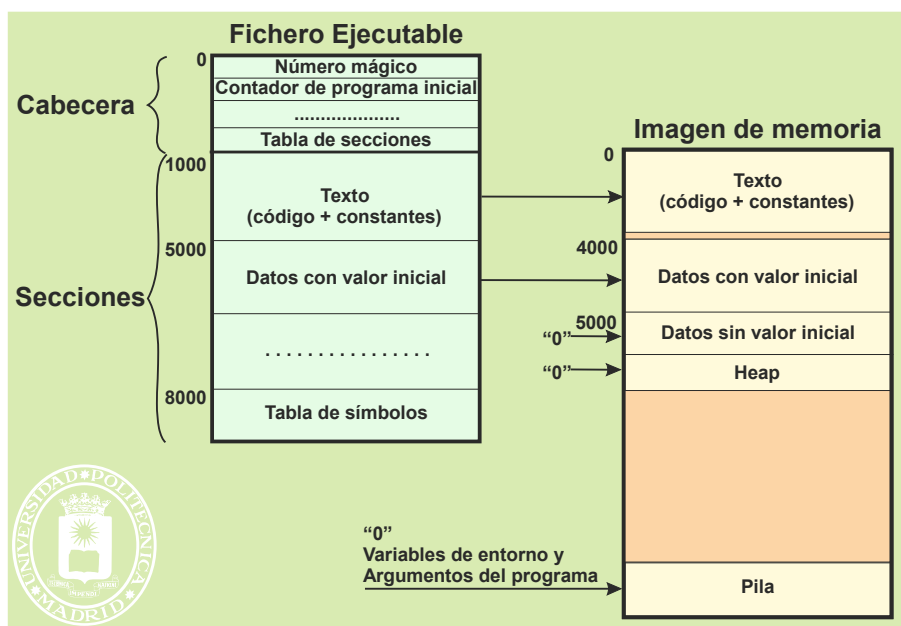 Fichero Ejecutable
0
Número mágico
Contador de programa inicial
....................
Tabla de secciones
Cabecera
1000
Texto
(código + constantes)
5000
Datos con valor inicial
Secciones
. . . . . . . . . . . . . . . .
8000
Tabla de símbolos
Imagen de memoria
0
Texto
(código + constantes)
4000
Datos con valor inicial
5000
“0”
Datos sin valor inicial
“0”
Heap
“0”
Variables de entorno y
Argumentos del programa
Pila
UNIVERSIDAD POLITECNICA
MADRID